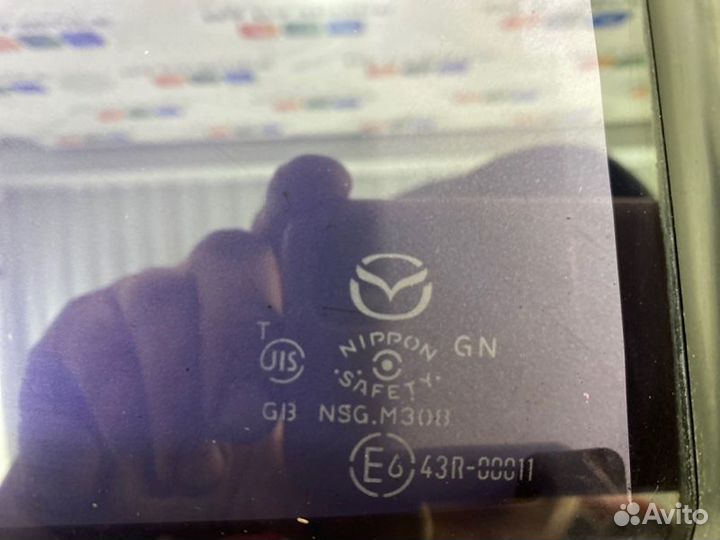 T
JIS
NIPPON
SAFETY
GN
GB NSG.M308
E6 43R-00011
Avito